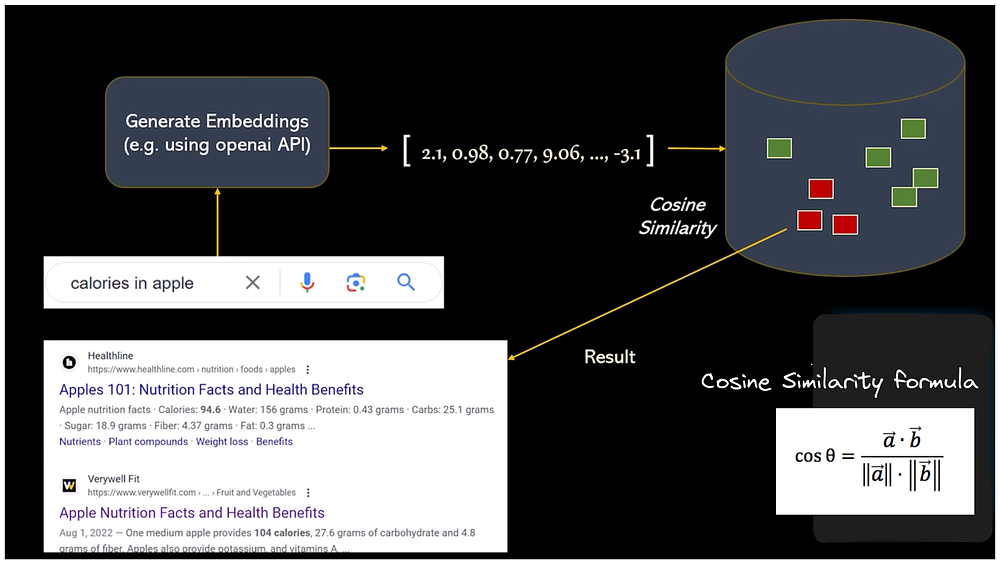 Generate Embeddings
(e.g. using openai API)
[ 2.1, 0.98, 0.77, 9.06, ..., -3.1 ]
Cosine
Similarity
calories in apple
Result
Healthline
https://www.healthline.com › nutrition › foods › apples
Apples 101: Nutrition Facts and Health Benefits
Apple nutrition facts · Calories: 94.6 · Water: 156 grams · Protein: 0.43 grams · Carbs: 25.1 grams
· Sugar: 18.9 grams · Fiber: 4.37 grams · Fat: 0.3 grams ...
Nutrients · Plant compounds · Weight loss · Benefits
Verywell Fit
https://www.verywellfit.com › ... › Fruit and Vegetables
Apple Nutrition Facts and Health Benefits
Aug 1, 2022 — One medium apple provides 104 calories, 27.6 grams of carbohydrate and 4.8
grams of fiber. Apples also provide potassium, and vitamins A, ...
Cosine Similarity formula
cos θ = (a⃗ · b⃗) / (‖a⃗‖ · ‖b⃗‖)